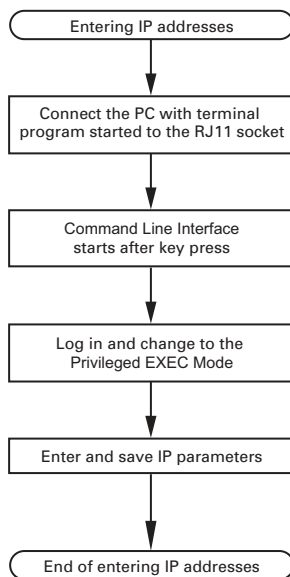 Entering IP addresses
Connect the PC with terminal
program started to the RJ11 socket
Command Line Interface
starts after key press
Log in and change to the
Privileged EXEC Mode
Enter and save IP parameters
End of entering IP addresses